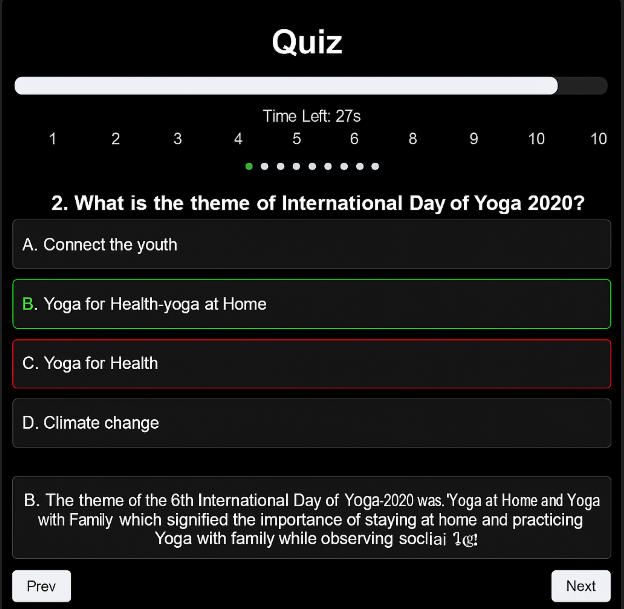 Quiz
Time Left: 27s
1 2 3 4 5 6 8 9 10 10
2. What is the theme of International Day of Yoga 2020?
A. Connect the youth
B. Yoga for Health-yoga at Home
C. Yoga for Health
D. Climate change
B. The theme of the 6th International Day of Yoga-2020 was.'Yoga at Home and Yoga
with Family which signified the importance of staying at home and practicing
Yoga with family while observing
Prev
Next